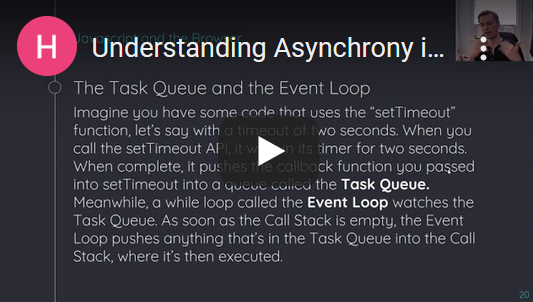 Javascript and the Browser
H
Understanding Asynchrony i...
The Task Queue and the Event Loop
Imagine you have some code that uses the "setTimeout"
function, let's say with a timeout of two seconds. When you
call the setTimeout API, it in its timer for two seconds.
When complete, it pushes the callback function you passed
into setTimeout into a queue called the Task Queue.
Meanwhile, a while loop called the Event Loop watches the
Task Queue. As soon as the Call Stack is empty, the Event
Loop pushes anything that's in the Task Queue into the Call
Stack, where it's then executed.
20